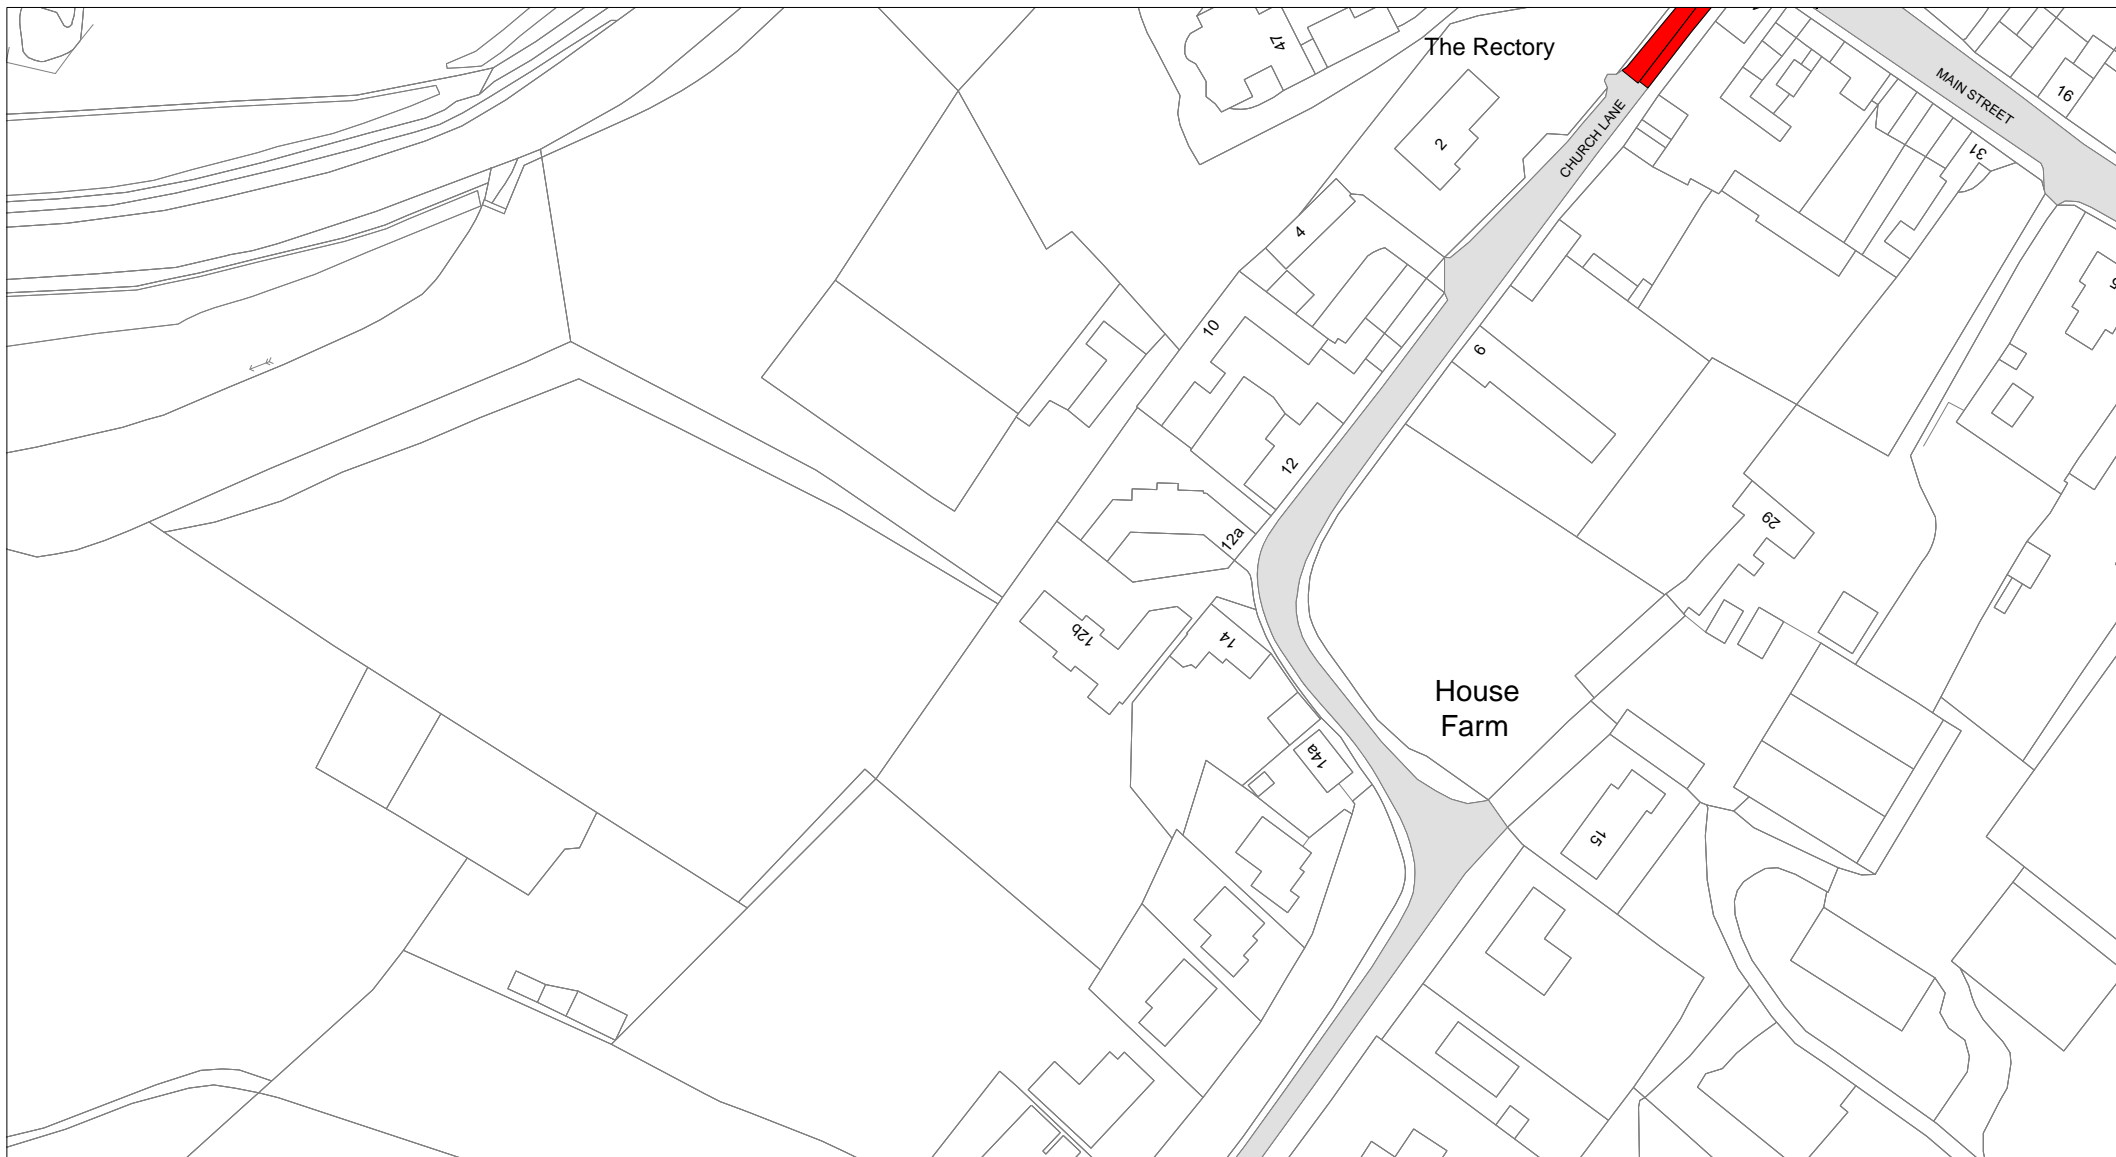 47
The Rectory
MAIN STREET
16
2
CHURCH LANE
31
4
10
6
12
29
12a
12b
14
House
Farm
14a
15